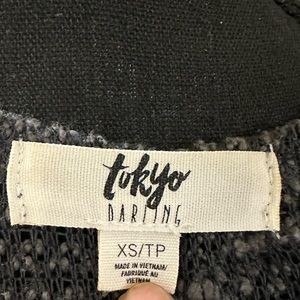 tokyo
DARLING
XS/TP
MADE IN VIETNAM/
FABRIQUÉ AU
VIETNAM